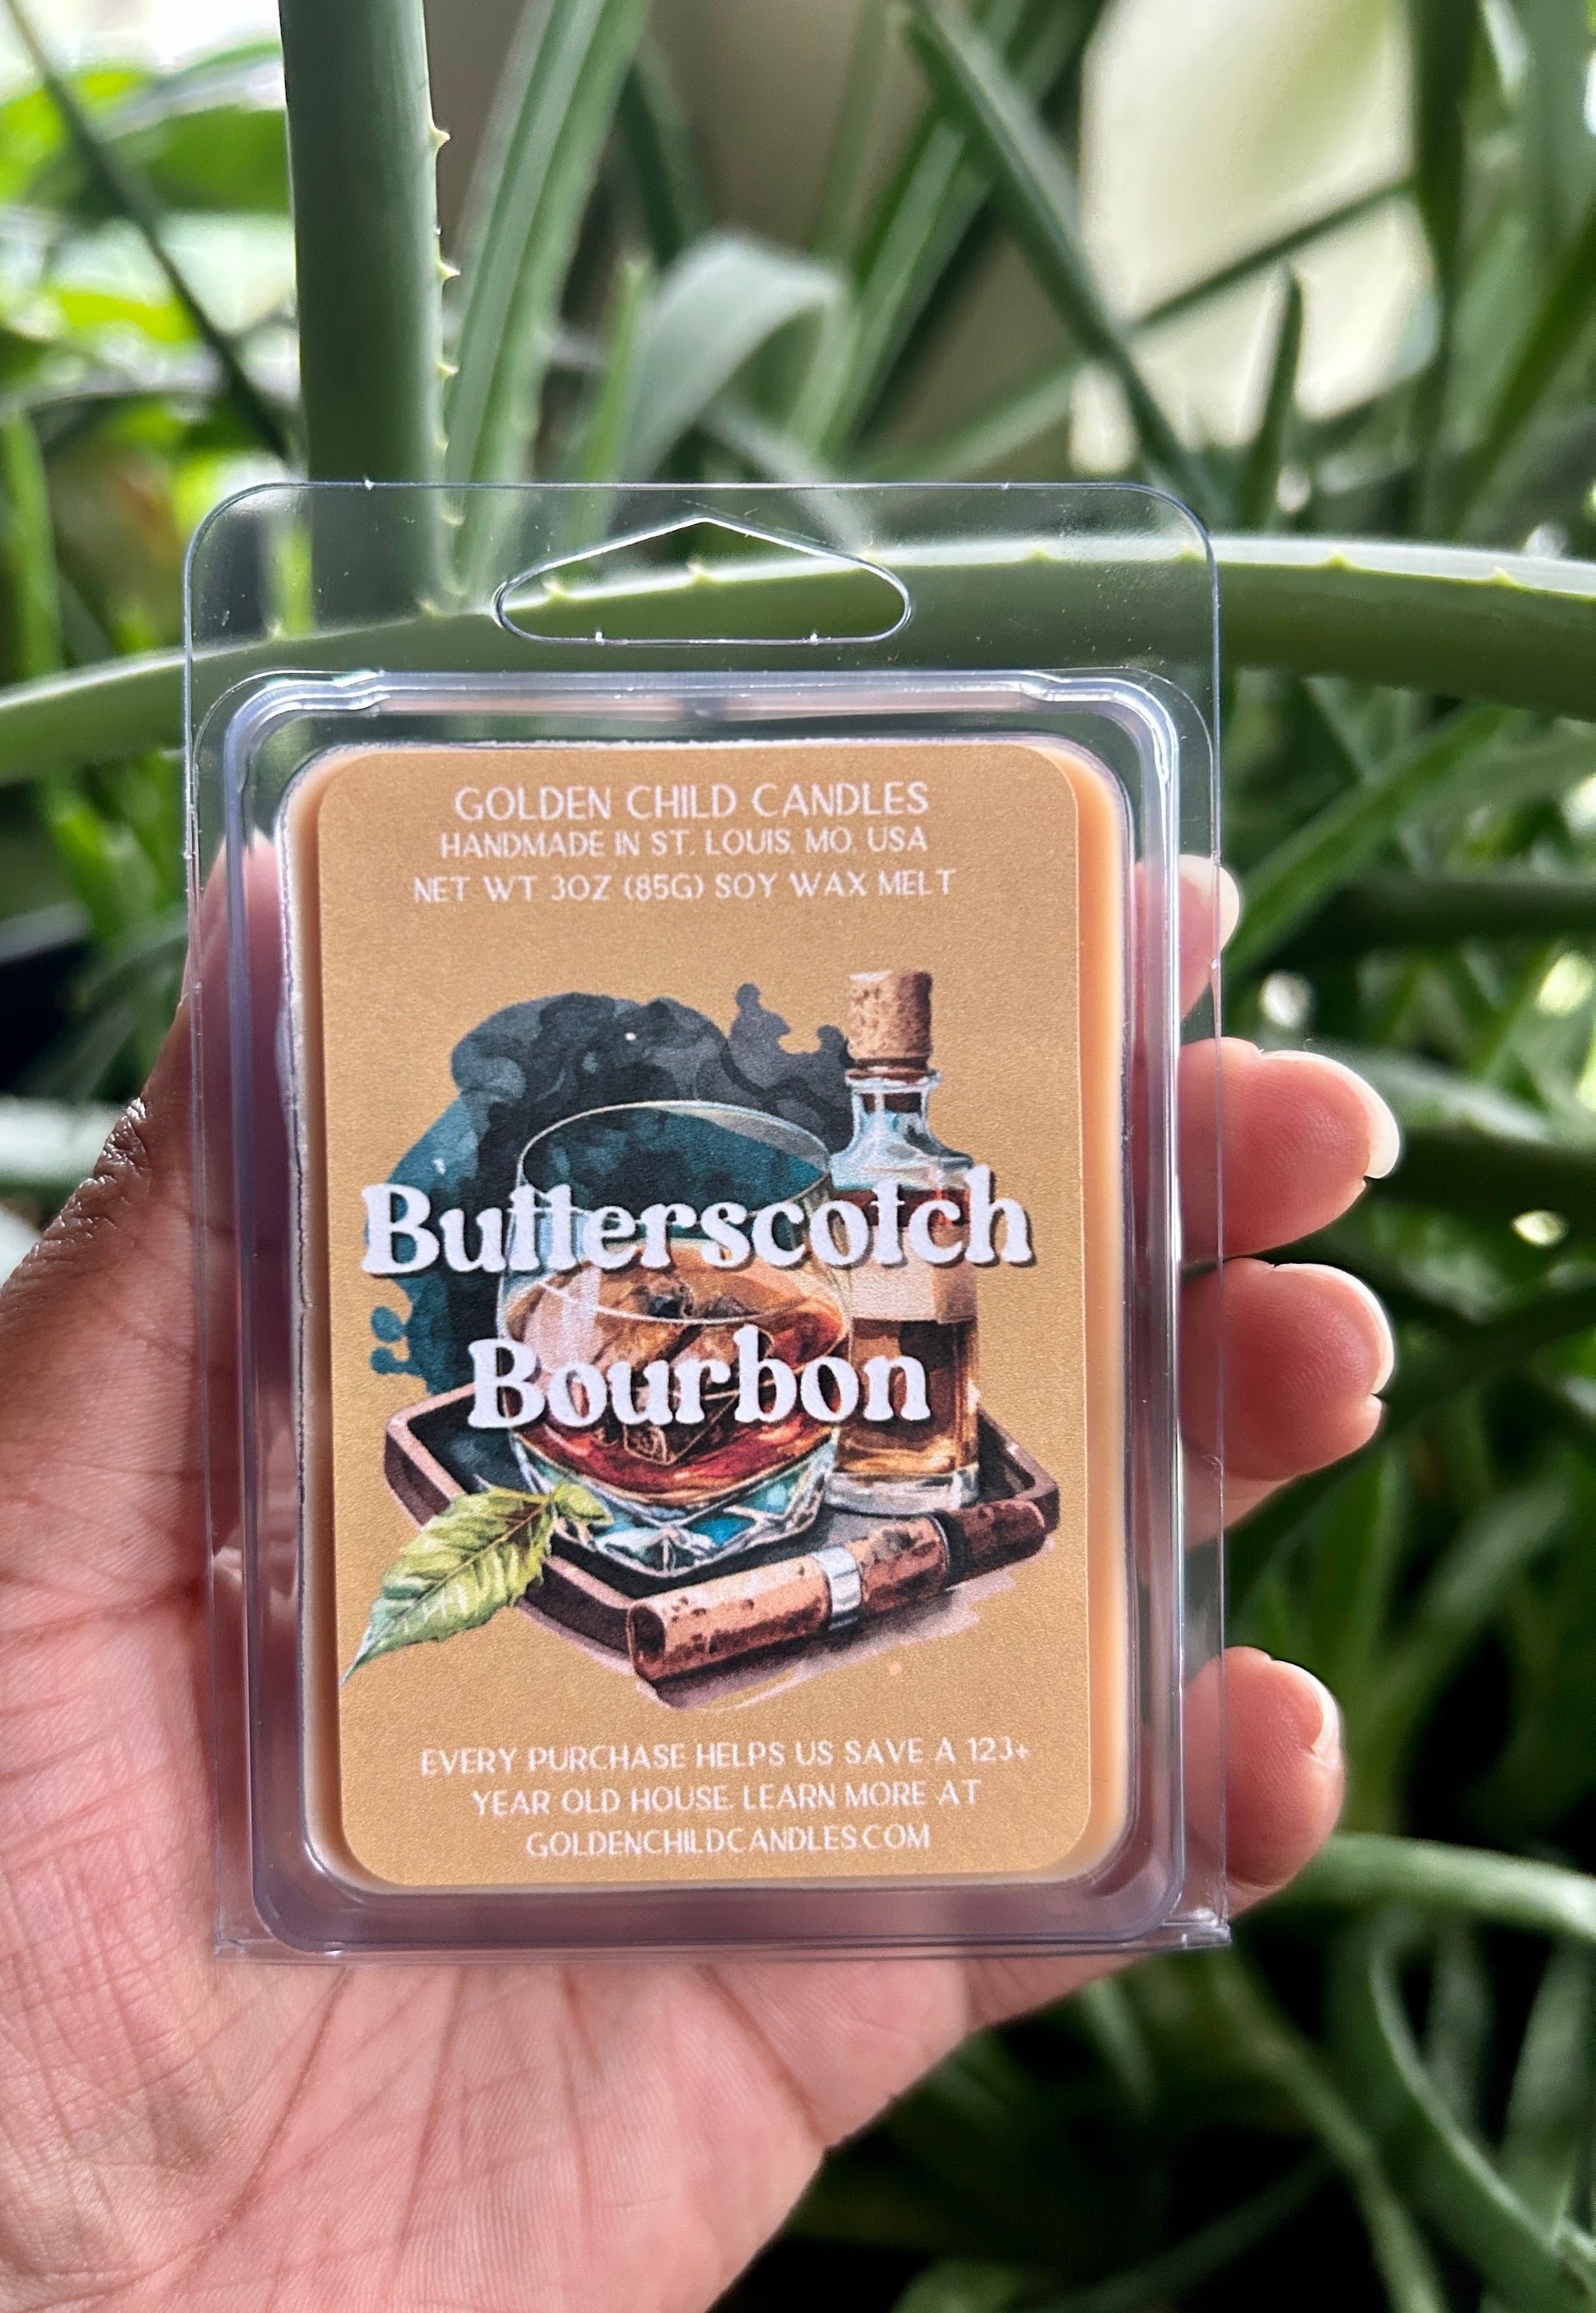 GOLDEN CHILD CANDLES
HANDMADE IN ST. LOUIS, MO, USA
NET WT 3OZ (85G) SOY WAX MELT
Butterscotch
Bourbon
EVERY PURCHASE HELPS US SAVE A 123+
YEAR OLD HOUSE. LEARN MORE AT
GOLDENCHILDCANDLES.COM